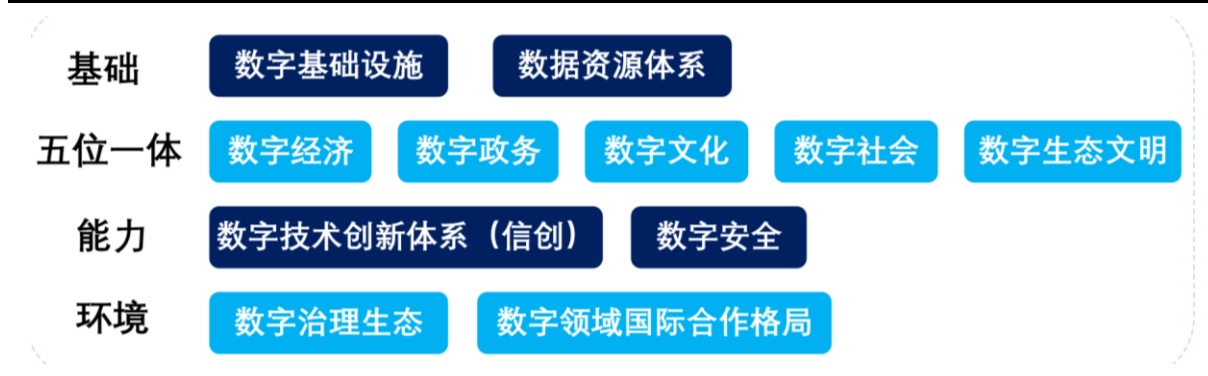 基础 数字基础设施 数据资源体系
五位一体 数字经济 数字政务 数字文化 数字社会 数字生态文明
能力 数字技术创新体系（信创） 数字安全
环境 数字治理生态 数字领域国际合作格局